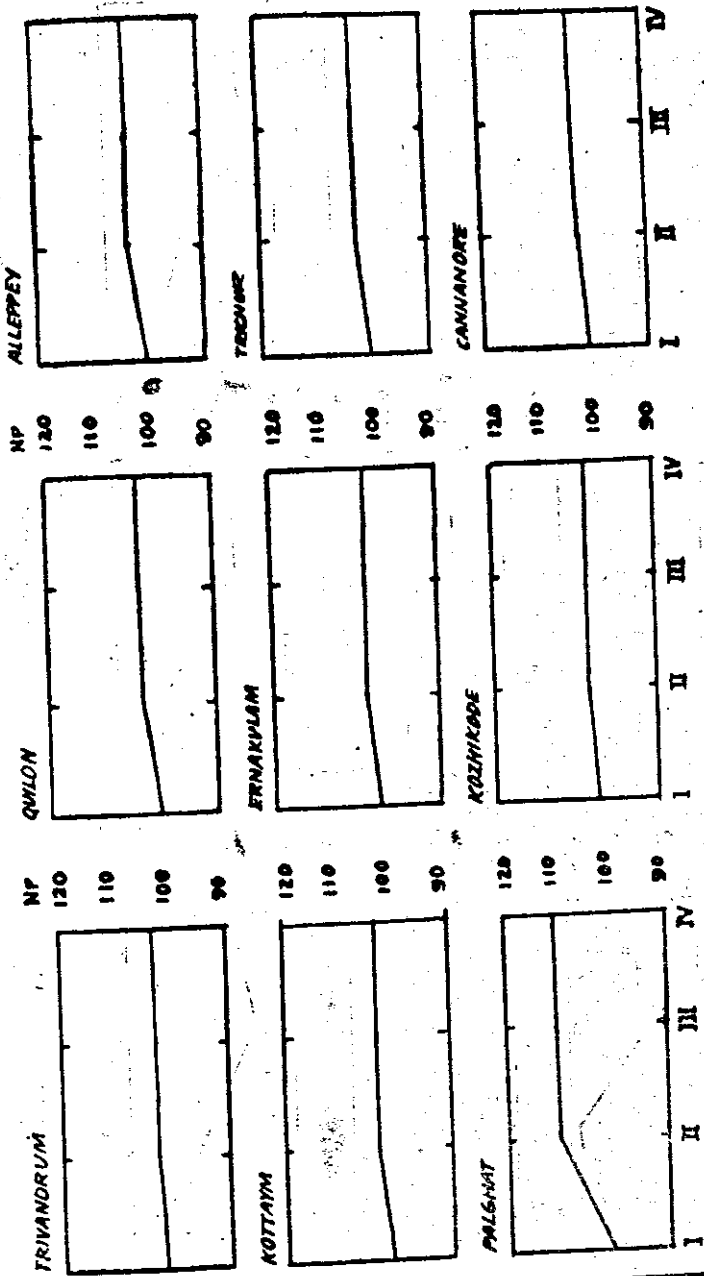 TRIVANDRUM
QUILON
ALLEPPEY
NP
120
110
100
90
NP
120
110
100
90
KOTTAYM
ERNAKULAM
TRICHUR
120
110
100
90
120
110
100
90
PALGHAT
KOZHIKODE
CANNANORE
120
110
100
90
120
110
100
90
I II III IV
I II III IV
I II III IV